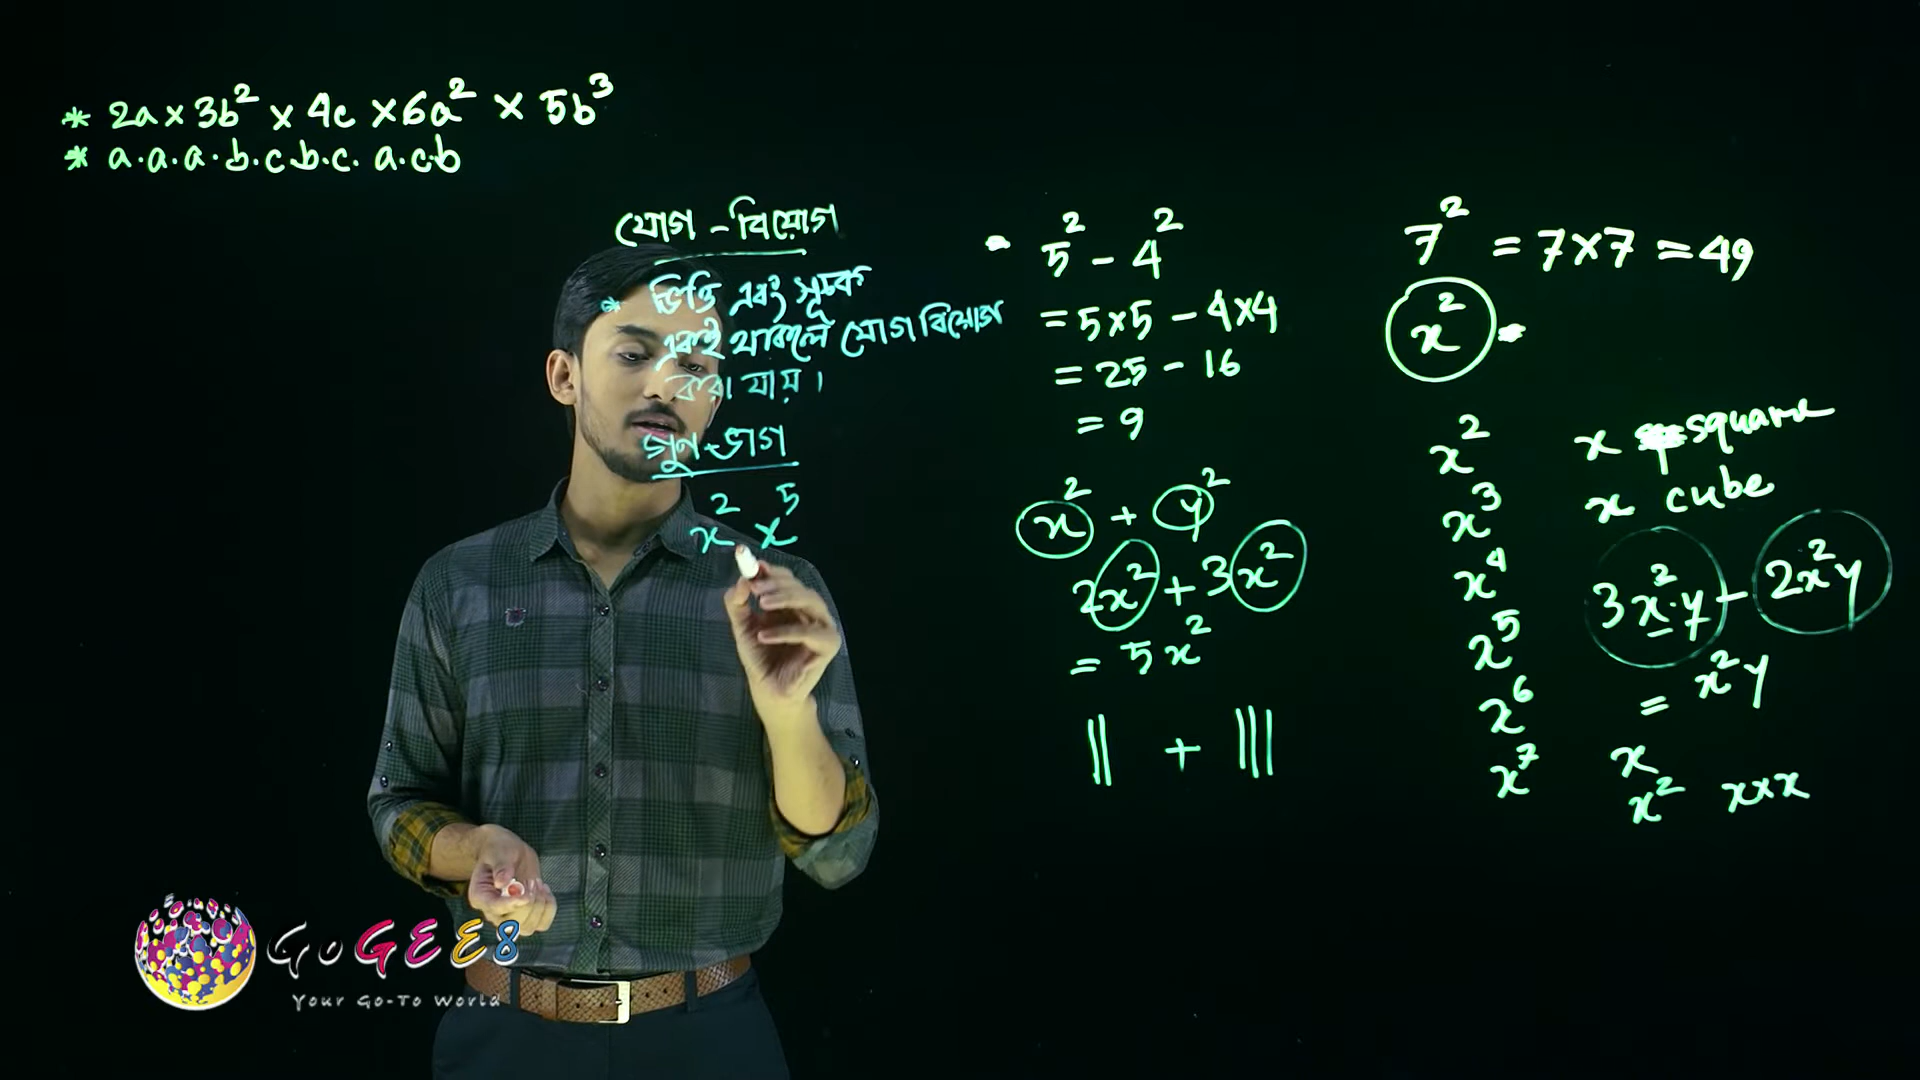 * 2a × 3b² × 4c × 6a² × 5b³
* a.a.a.b.c.b.c.a.c.b
যোগ - বিয়োগ
* ভিত্তি এবং সূচক
একই থাকলে যোগ বিয়োগ
করা যায়।
গুণ - ভাগ
x² x⁵
5² - 4²
= 5×5 - 4×4
= 25 - 16
= 9
x² + y²
2x² + 3x²
= 5x²
|| + |||
7² = 7×7 = 49
x²
x² x square
x³ x cube
x⁴
x⁵
x⁶
x⁷
3x².y - 2x²y
= x²y
x
x² x×x
GoGEE8
Your Go-To World